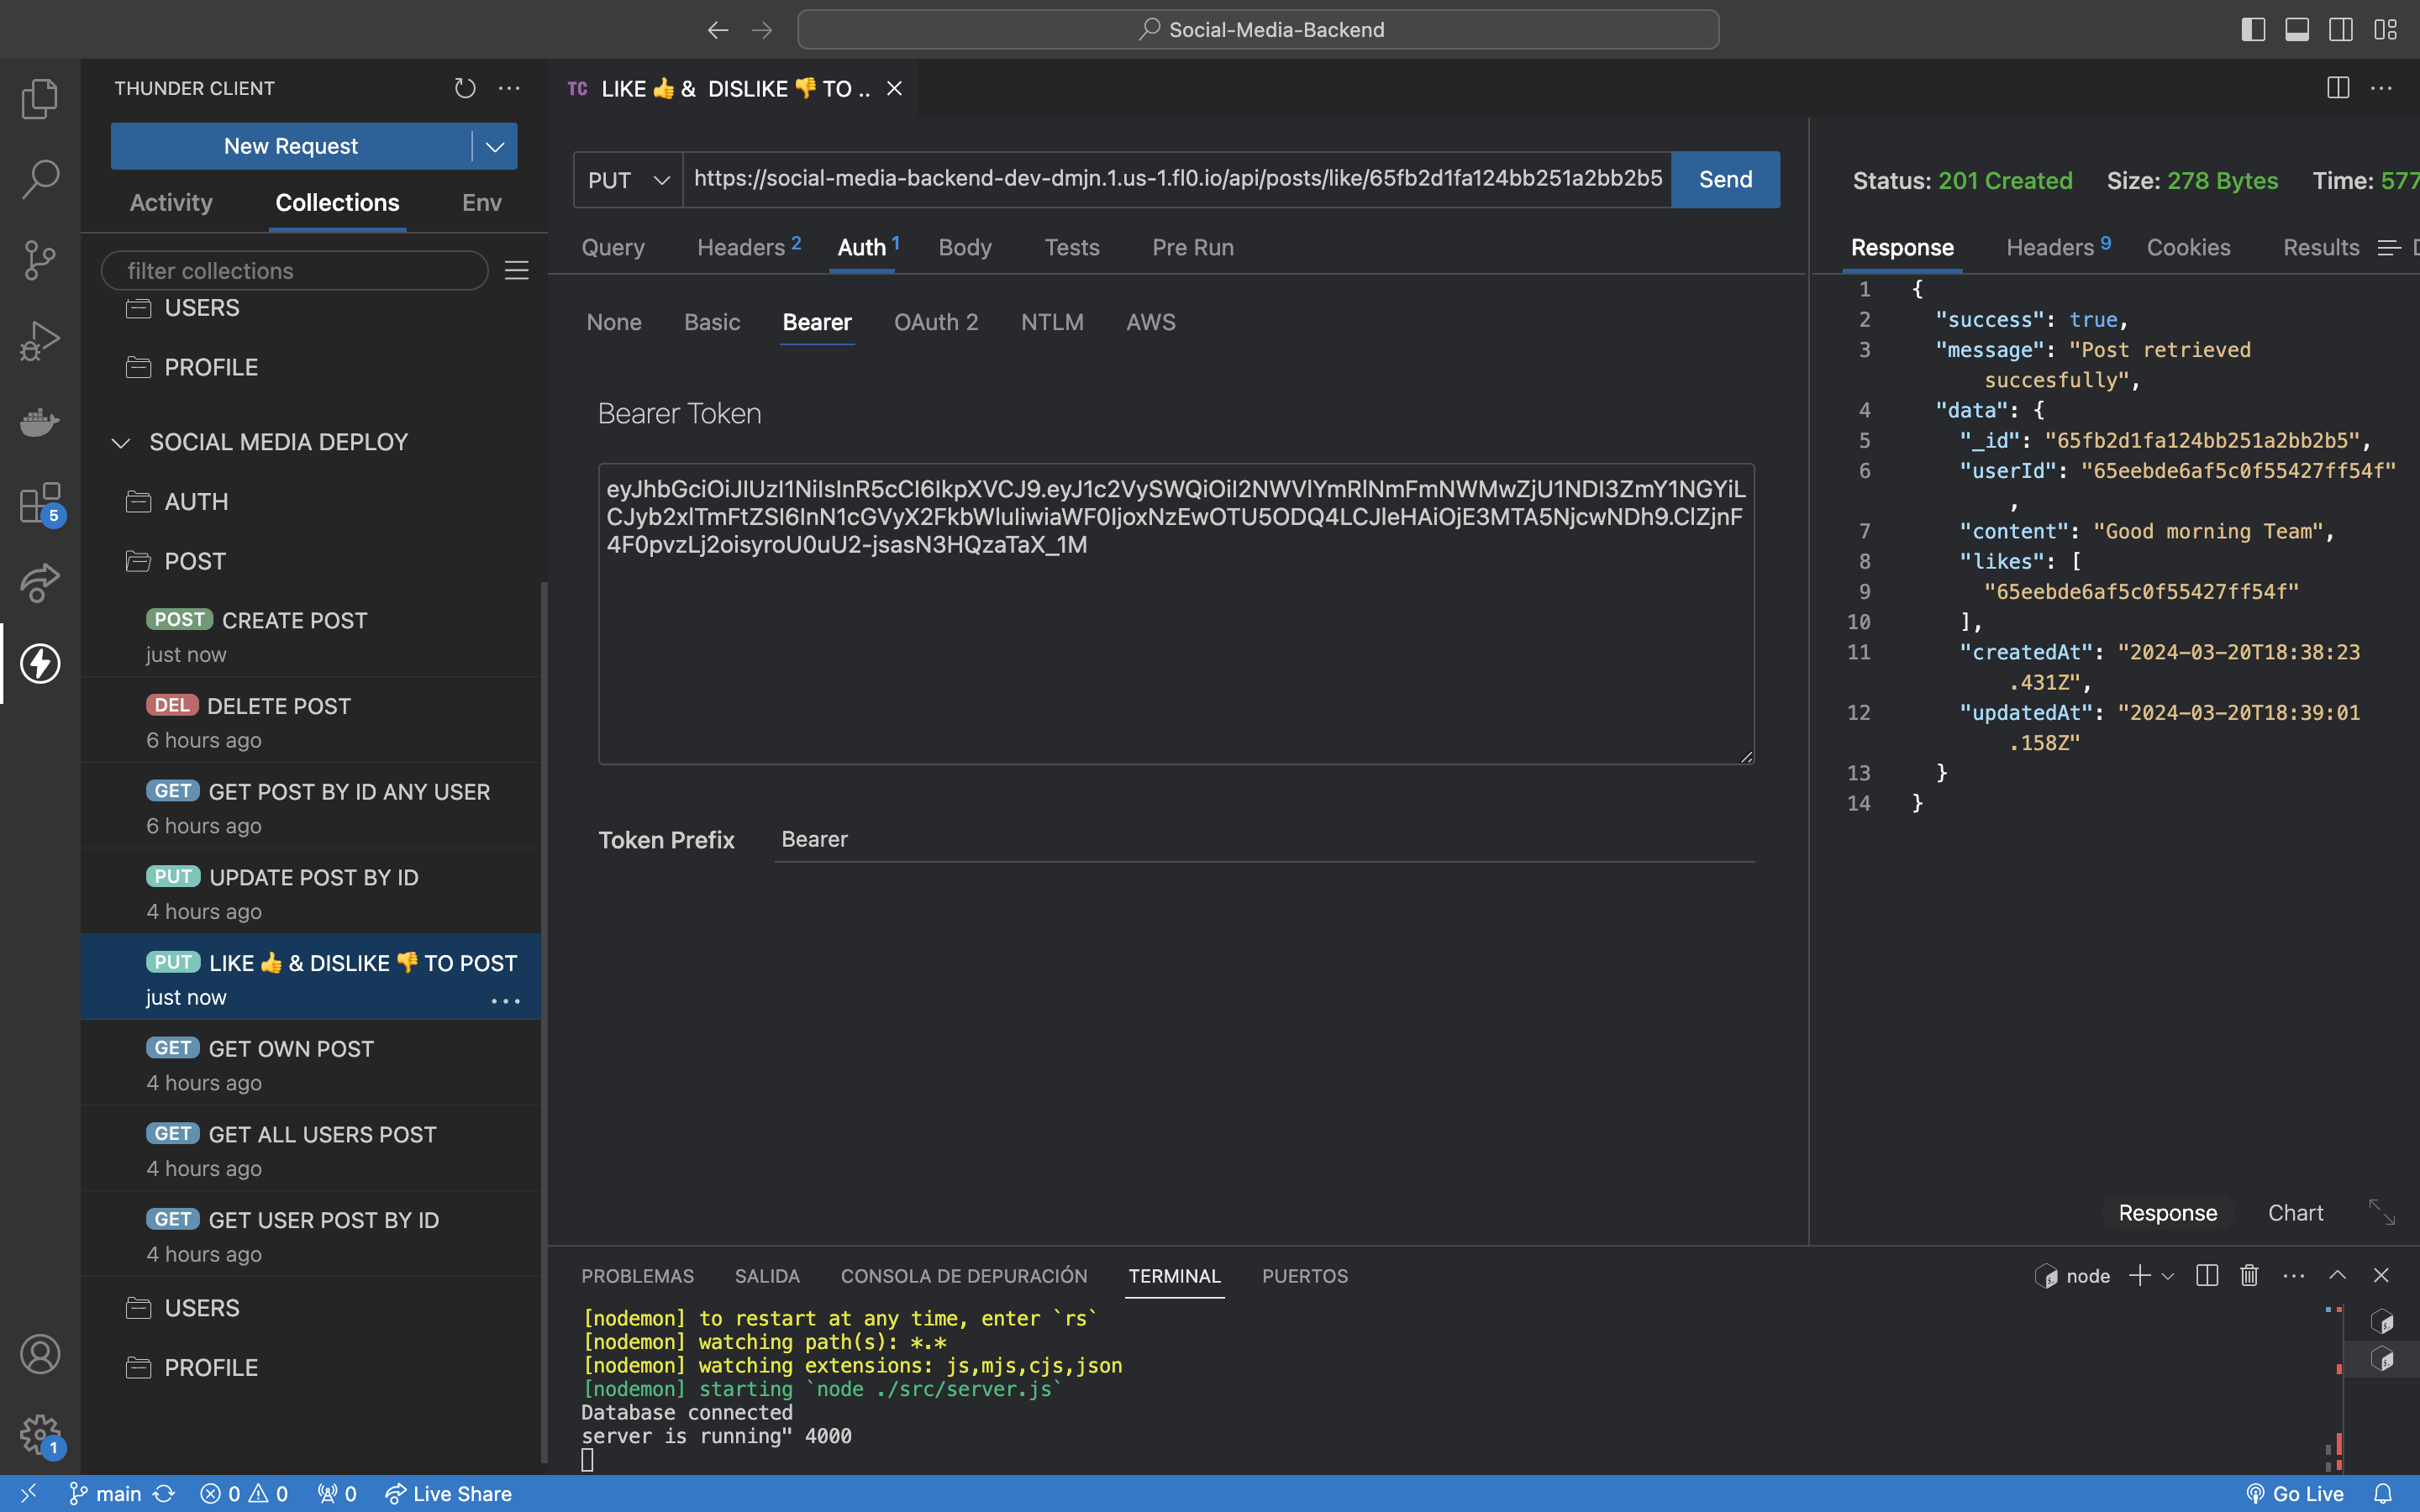 Social-Media-Backend
THUNDER CLIENT
New Request
Activity
Collections
Env
filter collections
USERS
PROFILE
SOCIAL MEDIA DEPLOY
AUTH
POST
POST CREATE POST
just now
DEL DELETE POST
6 hours ago
GET GET POST BY ID ANY USER
6 hours ago
PUT UPDATE POST BY ID
4 hours ago
PUT LIKE 👍 & DISLIKE 👎 TO POST
just now
GET GET OWN POST
4 hours ago
GET GET ALL USERS POST
4 hours ago
GET GET USER POST BY ID
4 hours ago
USERS
PROFILE
5
1
TC LIKE 👍 & DISLIKE 👎 TO ..
PUT
https://social-media-backend-dev-dmjn.1.us-1.fl0.io/api/posts/like/65fb2d1fa124bb251a2bb2b5
Send
Query
Headers 2
Auth 1
Body
Tests
Pre Run
None
Basic
Bearer
OAuth 2
NTLM
AWS
Bearer Token
Token Prefix
Bearer
Status: 201 Created
Size: 278 Bytes
Time: 577
Response
Headers 9
Cookies
Results
1 {
2 "success": true,
3 "message": "Post retrieved
succesfully",
4 "data": {
5 "_id": "65fb2d1fa124bb251a2bb2b5",
6 "userId": "65eebde6af5c0f55427ff54f"
,
7 "content": "Good morning Team",
8 "likes": [
9 "65eebde6af5c0f55427ff54f"
10 ],
11 "createdAt": "2024-03-20T18:38:23
.431Z",
12 "updatedAt": "2024-03-20T18:39:01
.158Z"
13 }
14 }
Response
Chart
PROBLEMAS
SALIDA
CONSOLA DE DEPURACIÓN
TERMINAL
PUERTOS
node
[nodemon] to restart at any time, enter `rs`
[nodemon] watching path(s): *.*
[nodemon] watching extensions: js,mjs,cjs,json
[nodemon] starting `node ./src/server.js`
Database connected
server is running" 4000
main
0
0
0
Live Share
Go Live